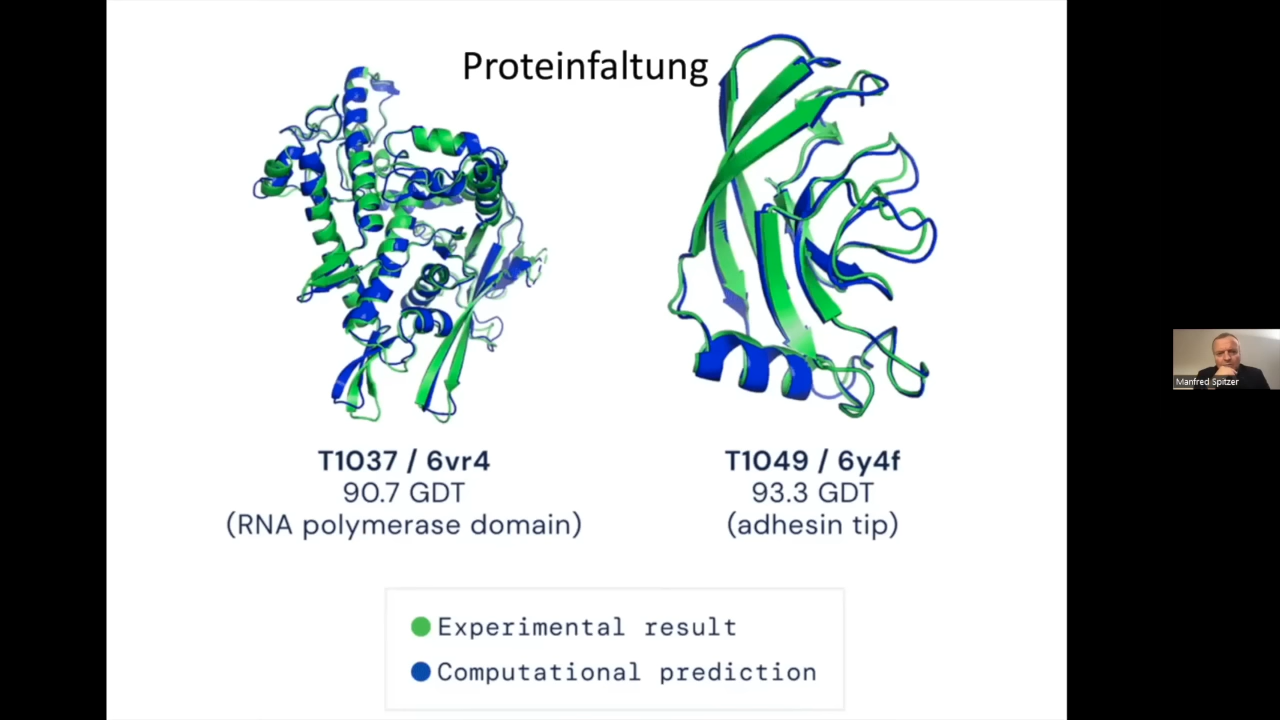 Proteinfaltung
T1037 / 6vr4
90.7 GDT
(RNA polymerase domain)
T1049 / 6y4f
93.3 GDT
(adhesin tip)
Experimental result
Computational prediction
Manfred Spitzer